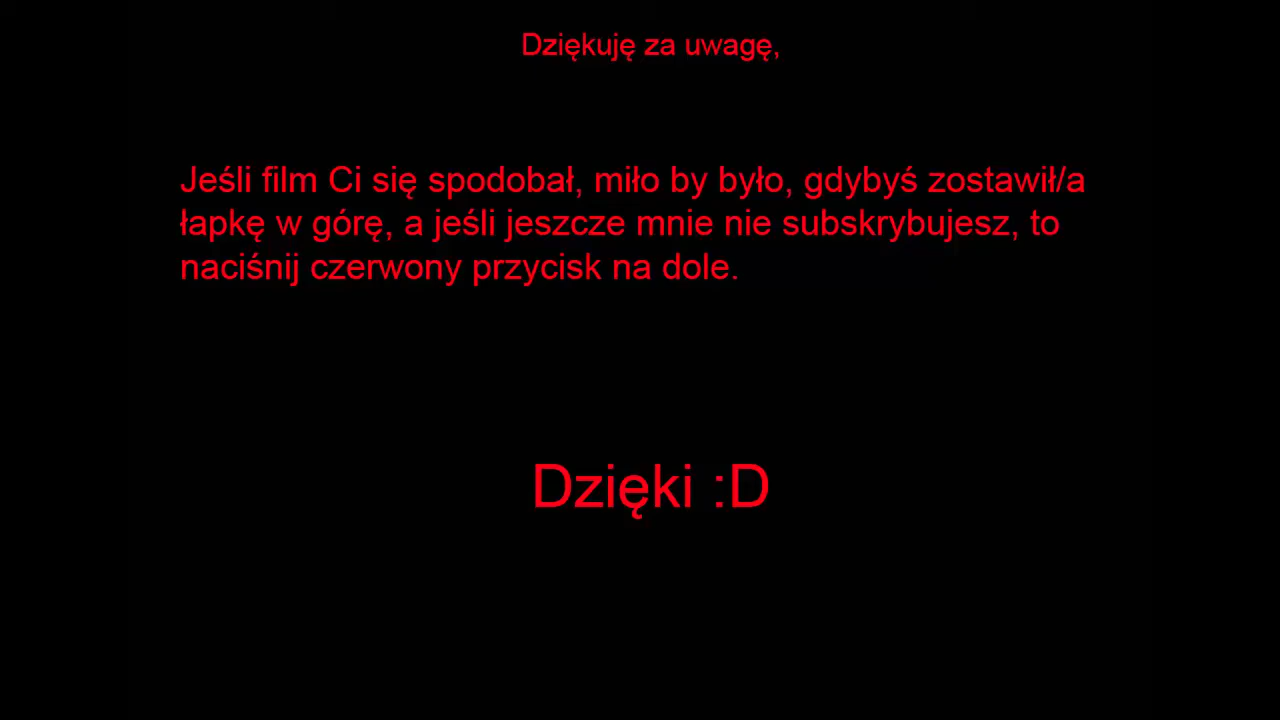 Dziękuję za uwagę,
Jeśli film Ci się spodobał, miło by było, gdybyś zostawił/a
łapkę w górę, a jeśli jeszcze mnie nie subskrybujesz, to
naciśnij czerwony przycisk na dole.
Dzięki :D